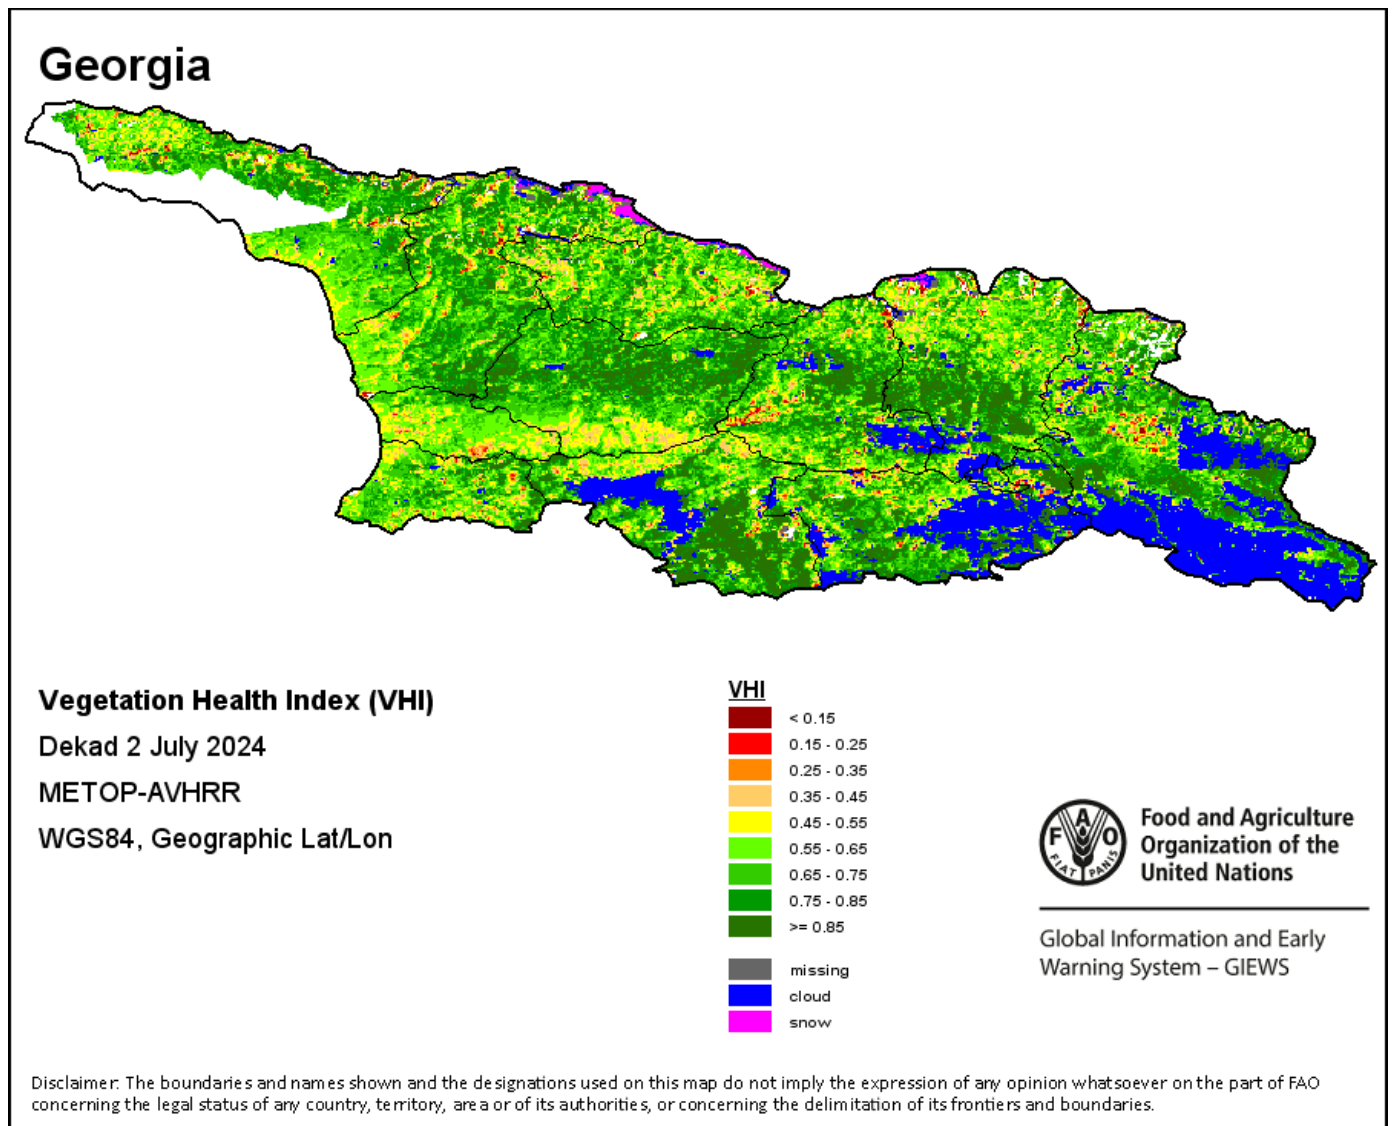 Georgia
Vegetation Health Index (VHI)
Dekad 2 July 2024
METOP-AVHRR
WGS84, Geographic Lat/Lon
VHI
< 0.15
0.15 - 0.25
0.25 - 0.35
0.35 - 0.45
0.45 - 0.55
0.55 - 0.65
0.65 - 0.75
0.75 - 0.85
>= 0.85
missing
cloud
snow
F A O
FIAT PANIS
Food and Agriculture
Organization of the
United Nations
Global Information and Early
Warning System – GIEWS
Disclaimer: The boundaries and names shown and the designations used on this map do not imply the expression of any opinion whatsoever on the part of FAO
concerning the legal status of any country, territory, area or of its authorities, or concerning the delimitation of its frontiers and boundaries.